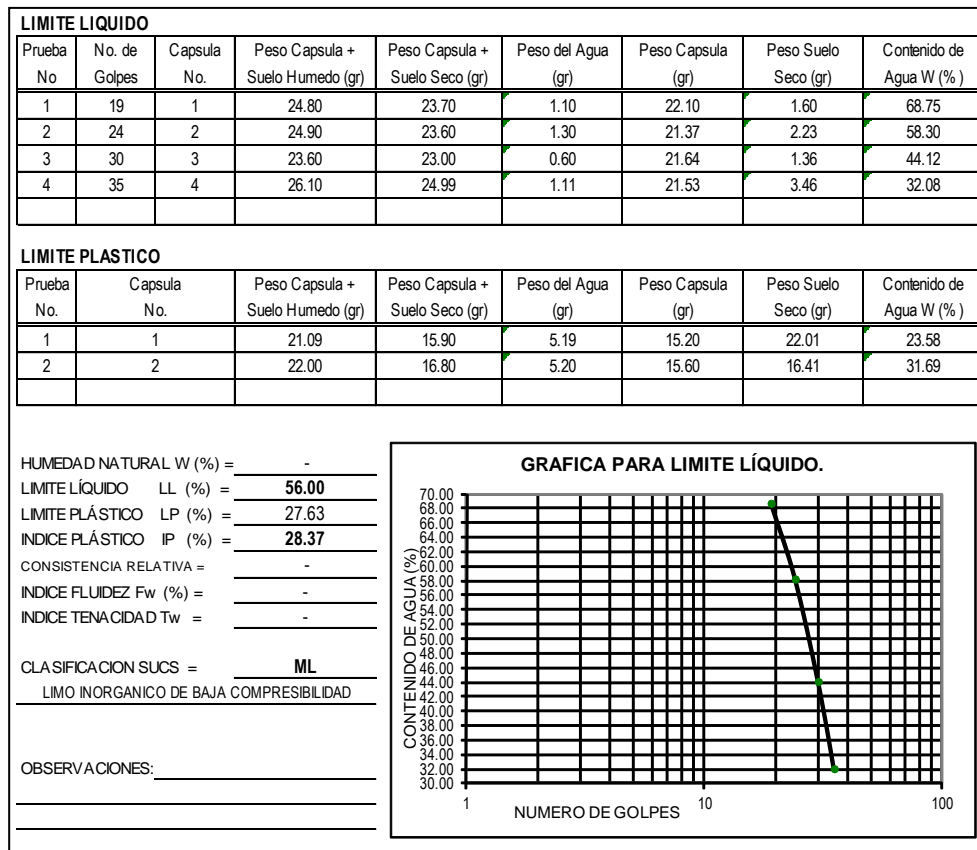 LIMITE LIQUIDO
Prueba No. de Capsula Peso Capsula + Peso Capsula + Peso del Agua Peso Capsula Peso Suelo Contenido de
No Golpes No. Suelo Humedo (gr) Suelo Seco (gr) (gr) (gr) Seco (gr) Agua W (%)
1 19 1 24.80 23.70 1.10 22.10 1.60 68.75
2 24 2 24.90 23.60 1.30 21.37 2.23 58.30
3 30 3 23.60 23.00 0.60 21.64 1.36 44.12
4 35 4 26.10 24.99 1.11 21.53 3.46 32.08
LIMITE PLASTICO
Prueba Capsula Peso Capsula + Peso Capsula + Peso del Agua Peso Capsula Peso Suelo Contenido de
No. No. Suelo Humedo (gr) Suelo Seco (gr) (gr) (gr) Seco (gr) Agua W (%)
1 1 21.09 15.90 5.19 15.20 22.01 23.58
2 2 22.00 16.80 5.20 15.60 16.41 31.69
HUMEDAD NATURAL W (%) = -
LIMITE LÍQUIDO LL (%) = 56.00
LIMITE PLÁSTICO LP (%) = 27.63
INDICE PLÁSTICO IP (%) = 28.37
CONSISTENCIA RELATIVA = -
INDICE FLUIDEZ Fw (%) = -
INDICE TENACIDAD Tw = -
CLASIFICACION SUCS = ML
LIMO INORGANICO DE BAJA COMPRESIBILIDAD
OBSERVACIONES:
GRAFICA PARA LIMITE LÍQUIDO.
CONTENIDO DE AGUA (%)
70.00
68.00
66.00
64.00
62.00
60.00
58.00
56.00
54.00
52.00
50.00
48.00
46.00
44.00
42.00
40.00
38.00
36.00
34.00
32.00
30.00
1 10 100
NUMERO DE GOLPES